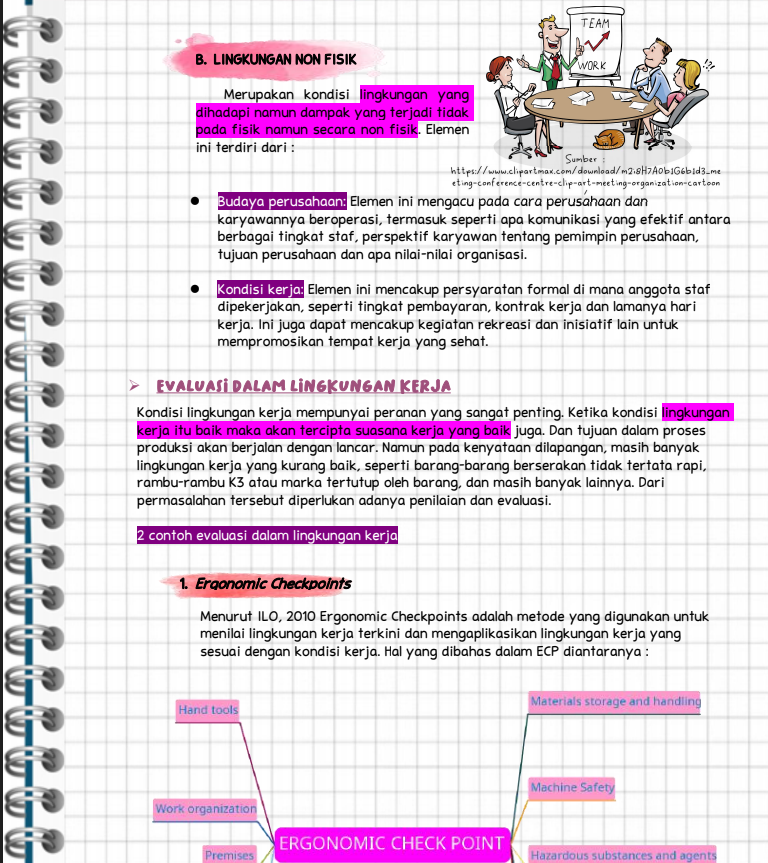 TEAM
WORK
!?!
B. LINGKUNGAN NON FISIK
Merupakan kondisi lingkungan yang
dihadapi namun dampak yang terjadi tidak
pada fisik namun secara non fisik. Elemen
ini terdiri dari :
Sumber :
https://www.clipartmax.com/download/m2i8H7A0b1G6b1d3_me
eting-conference-centre-clip-art-meeting-organization-cartoon
● Budaya perusahaan: Elemen ini mengacu pada cara perusahaan dan
karyawannya beroperasi, termasuk seperti apa komunikasi yang efektif antara
berbagai tingkat staf, perspektif karyawan tentang pemimpin perusahaan,
tujuan perusahaan dan apa nilai-nilai organisasi.
● Kondisi kerja: Elemen ini mencakup persyaratan formal di mana anggota staf
dipekerjakan, seperti tingkat pembayaran, kontrak kerja dan lamanya hari
kerja. Ini juga dapat mencakup kegiatan rekreasi dan inisiatif lain untuk
mempromosikan tempat kerja yang sehat.
➢ EVALUASI DALAM LINGKUNGAN KERJA
Kondisi lingkungan kerja mempunyai peranan yang sangat penting. Ketika kondisi lingkungan
kerja itu baik maka akan tercipta suasana kerja yang baik juga. Dan tujuan dalam proses
produksi akan berjalan dengan lancar. Namun pada kenyataan dilapangan, masih banyak
lingkungan kerja yang kurang baik, seperti barang-barang berserakan tidak tertata rapi,
rambu-rambu K3 atau marka tertutup oleh barang, dan masih banyak lainnya. Dari
permasalahan tersebut diperlukan adanya penilaian dan evaluasi.
2 contoh evaluasi dalam lingkungan kerja
1. Ergonomic Checkpoints
Menurut ILO, 2010 Ergonomic Checkpoints adalah metode yang digunakan untuk
menilai lingkungan kerja terkini dan mengaplikasikan lingkungan kerja yang
sesuai dengan kondisi kerja. Hal yang dibahas dalam ECP diantaranya :
Hand tools
Materials storage and handling
Work organization
Machine Safety
Premises
ERGONOMIC CHECK POINT
Hazardous substances and agents